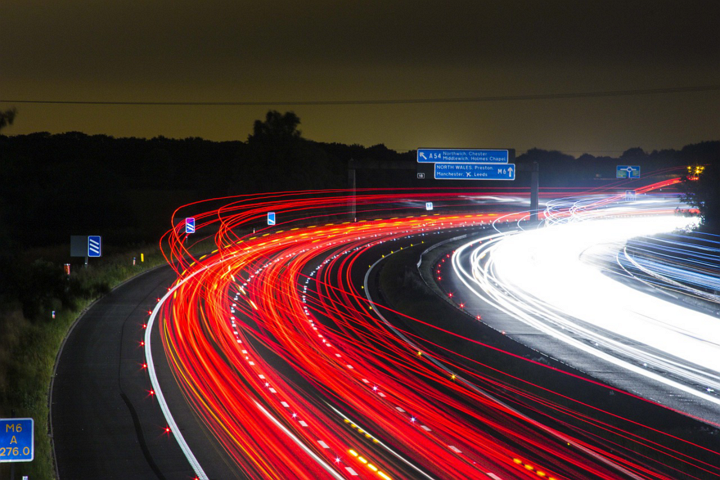 A 54 Northwich, Chester
Middlewich, Holmes Chapel
NORTH WALES, Preston
Manchester, Leeds M6
M6
A
276.0